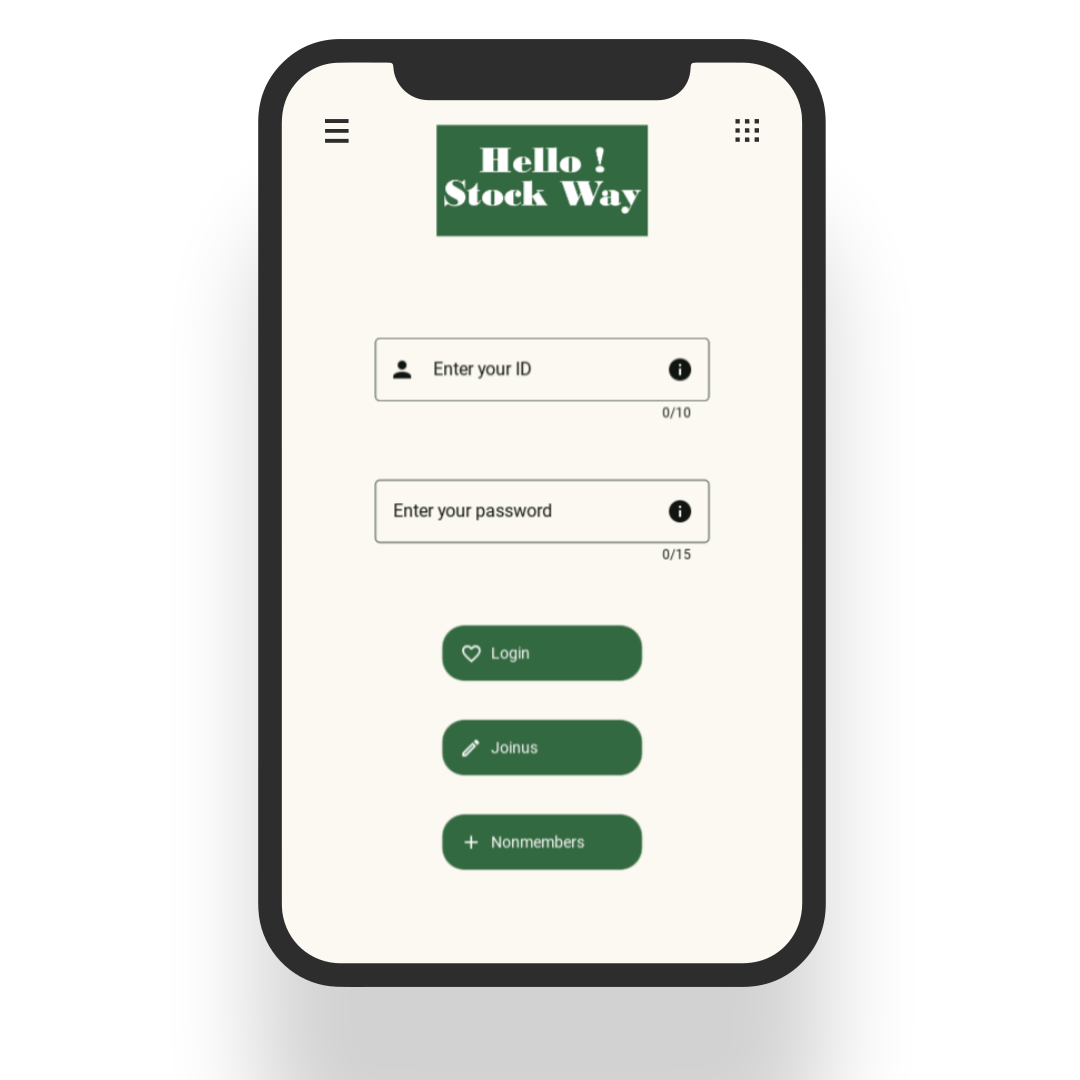 Hello !
Stock Way
Enter your ID
0/10
Enter your password
0/15
Login
Joinus
Nonmembers